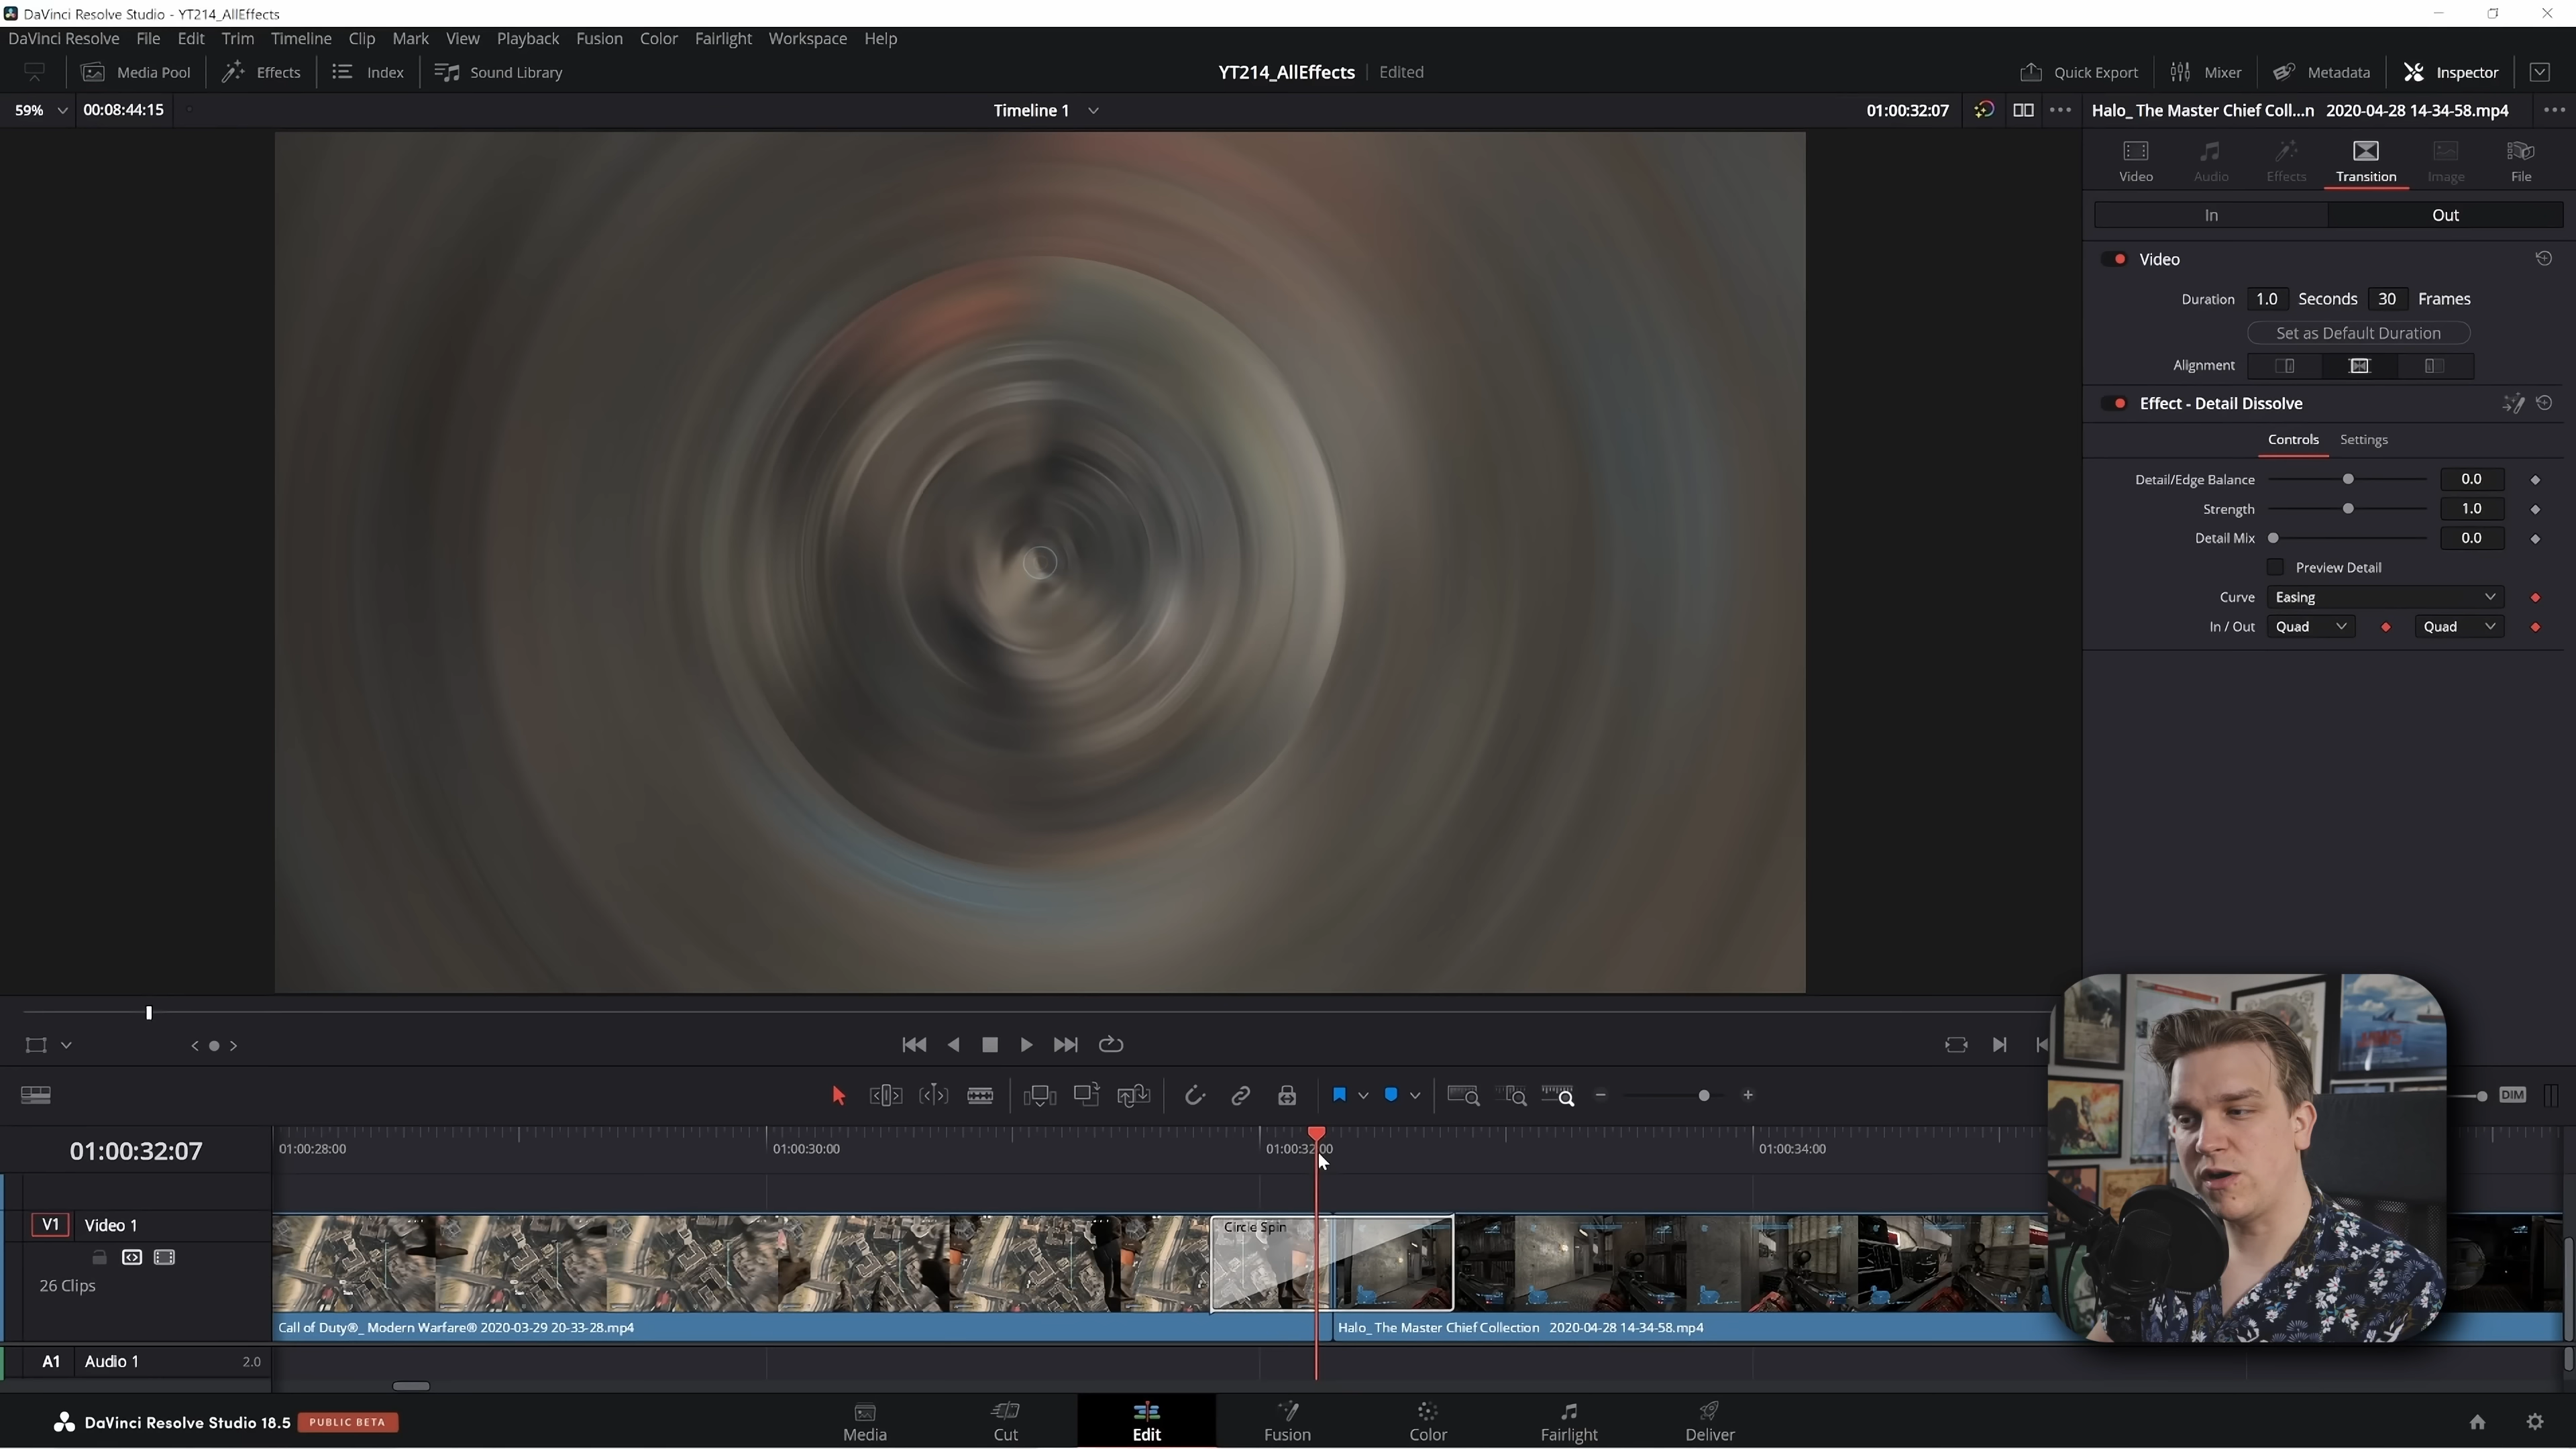 DaVinci Resolve Studio - YT214_AllEffects
DaVinci Resolve File Edit Trim Timeline Clip Mark View Playback Fusion Color Fairlight Workspace Help
Media Pool Effects Index Sound Library YT214_AllEffects Edited Quick Export Mixer Metadata Inspector
59% 00:08:44:15 Timeline 1 01:00:32:07 Halo_ The Master Chief Coll...n 2020-04-28 14-34-58.mp4
Video Audio Effects Transition Image File
In Out
Video
Duration 1.0 Seconds 30 Frames
Set as Default Duration
Alignment
Effect - Detail Dissolve
Controls Settings
Detail/Edge Balance 0.0
Strength 1.0
Detail Mix 0.0
Preview Detail
Curve Easing
In / Out Quad Quad
DIM
01:00:32:07 01:00:28:00 01:00:30:00 01:00:32:00 01:00:34:00
V1 Video 1 Circle Spin
26 Clips
Call of Duty®_ Modern Warfare® 2020-03-29 20-33-28.mp4 Halo_ The Master Chief Collection 2020-04-28 14-34-58.mp4
A1 Audio 1 2.0
DaVinci Resolve Studio 18.5 PUBLIC BETA Media Cut Edit Fusion Color Fairlight Deliver